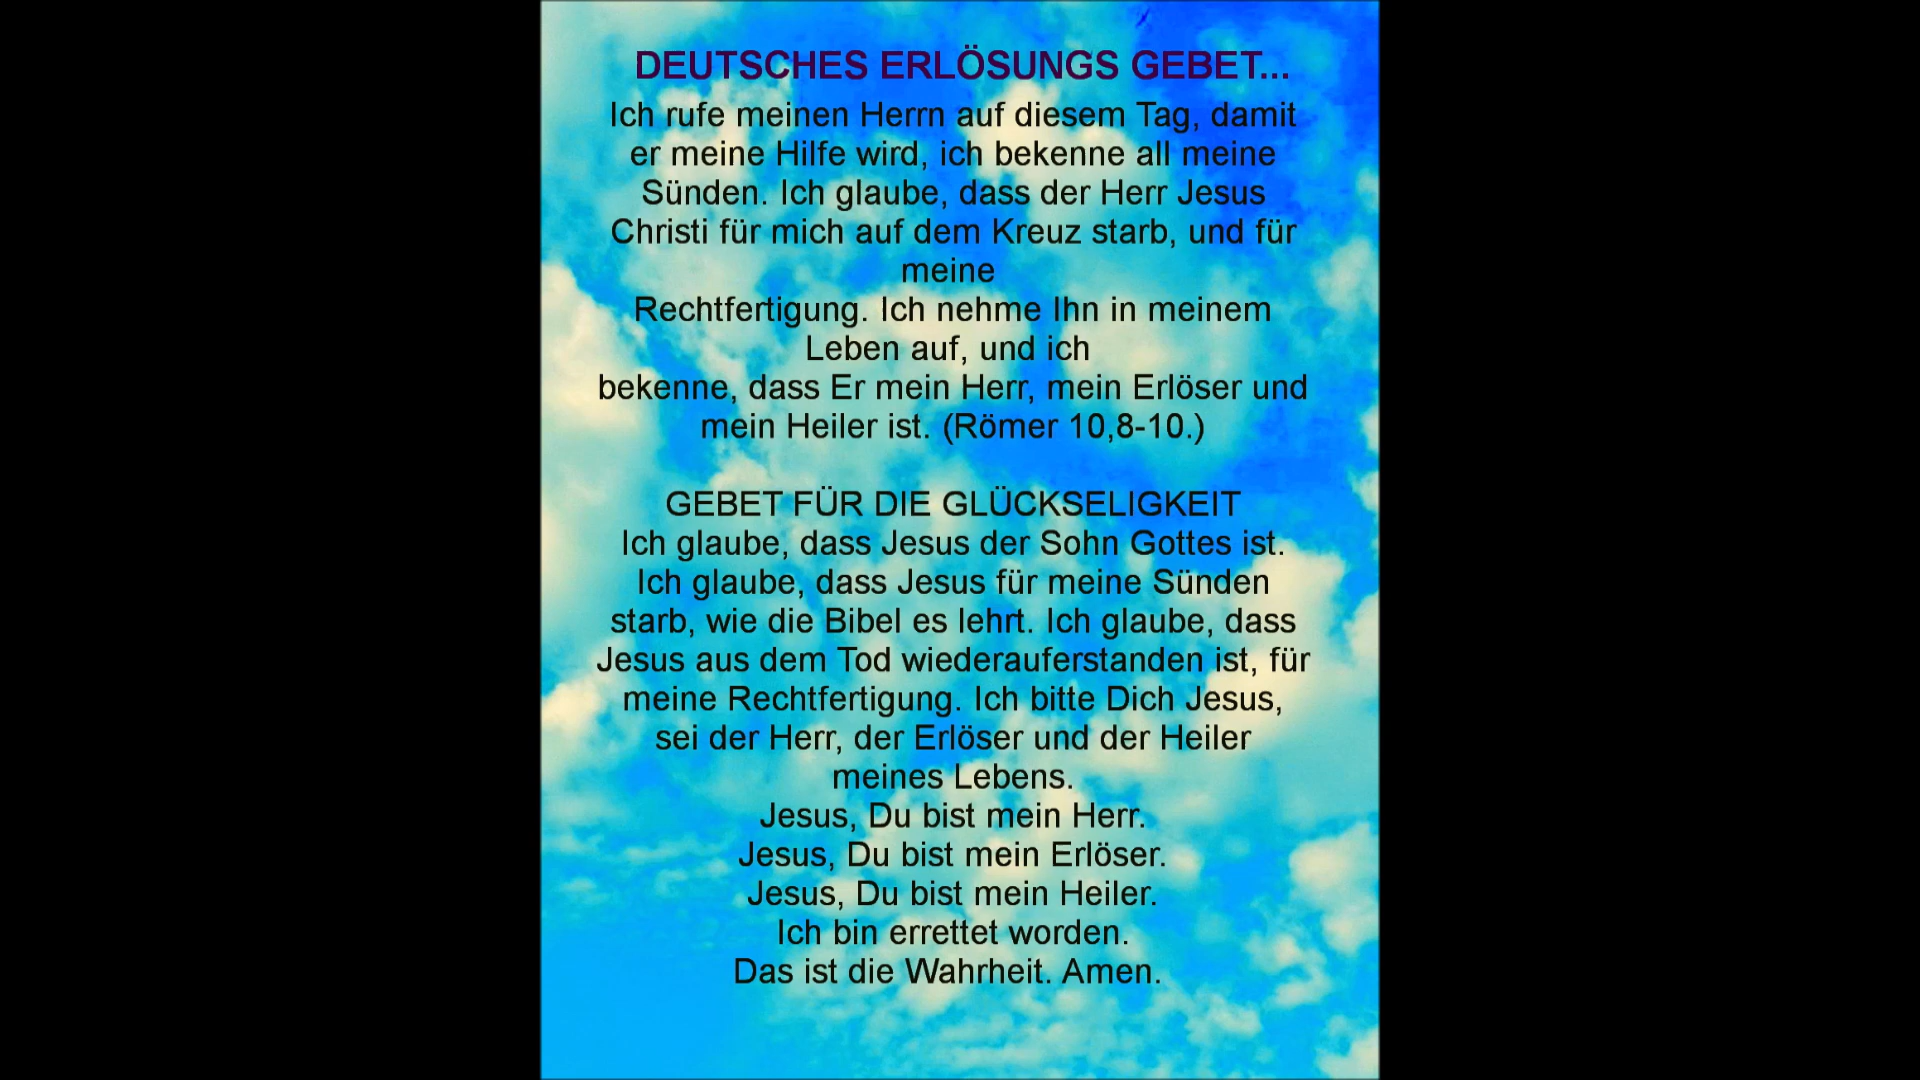 DEUTSCHES ERLÖSUNGS GEBET...
Ich rufe meinen Herrn auf diesem Tag, damit
er meine Hilfe wird, ich bekenne all meine
Sünden. Ich glaube, dass der Herr Jesus
Christi für mich auf dem Kreuz starb, und für
meine
Rechtfertigung. Ich nehme Ihn in meinem
Leben auf, und ich
bekenne, dass Er mein Herr, mein Erlöser und
mein Heiler ist. (Römer 10,8-10.)
GEBET FÜR DIE GLÜCKSELIGKEIT
Ich glaube, dass Jesus der Sohn Gottes ist.
Ich glaube, dass Jesus für meine Sünden
starb, wie die Bibel es lehrt. Ich glaube, dass
Jesus aus dem Tod wiederauferstanden ist, für
meine Rechtfertigung. Ich bitte Dich Jesus,
sei der Herr, der Erlöser und der Heiler
meines Lebens.
Jesus, Du bist mein Herr.
Jesus, Du bist mein Erlöser.
Jesus, Du bist mein Heiler.
Ich bin errettet worden.
Das ist die Wahrheit. Amen.